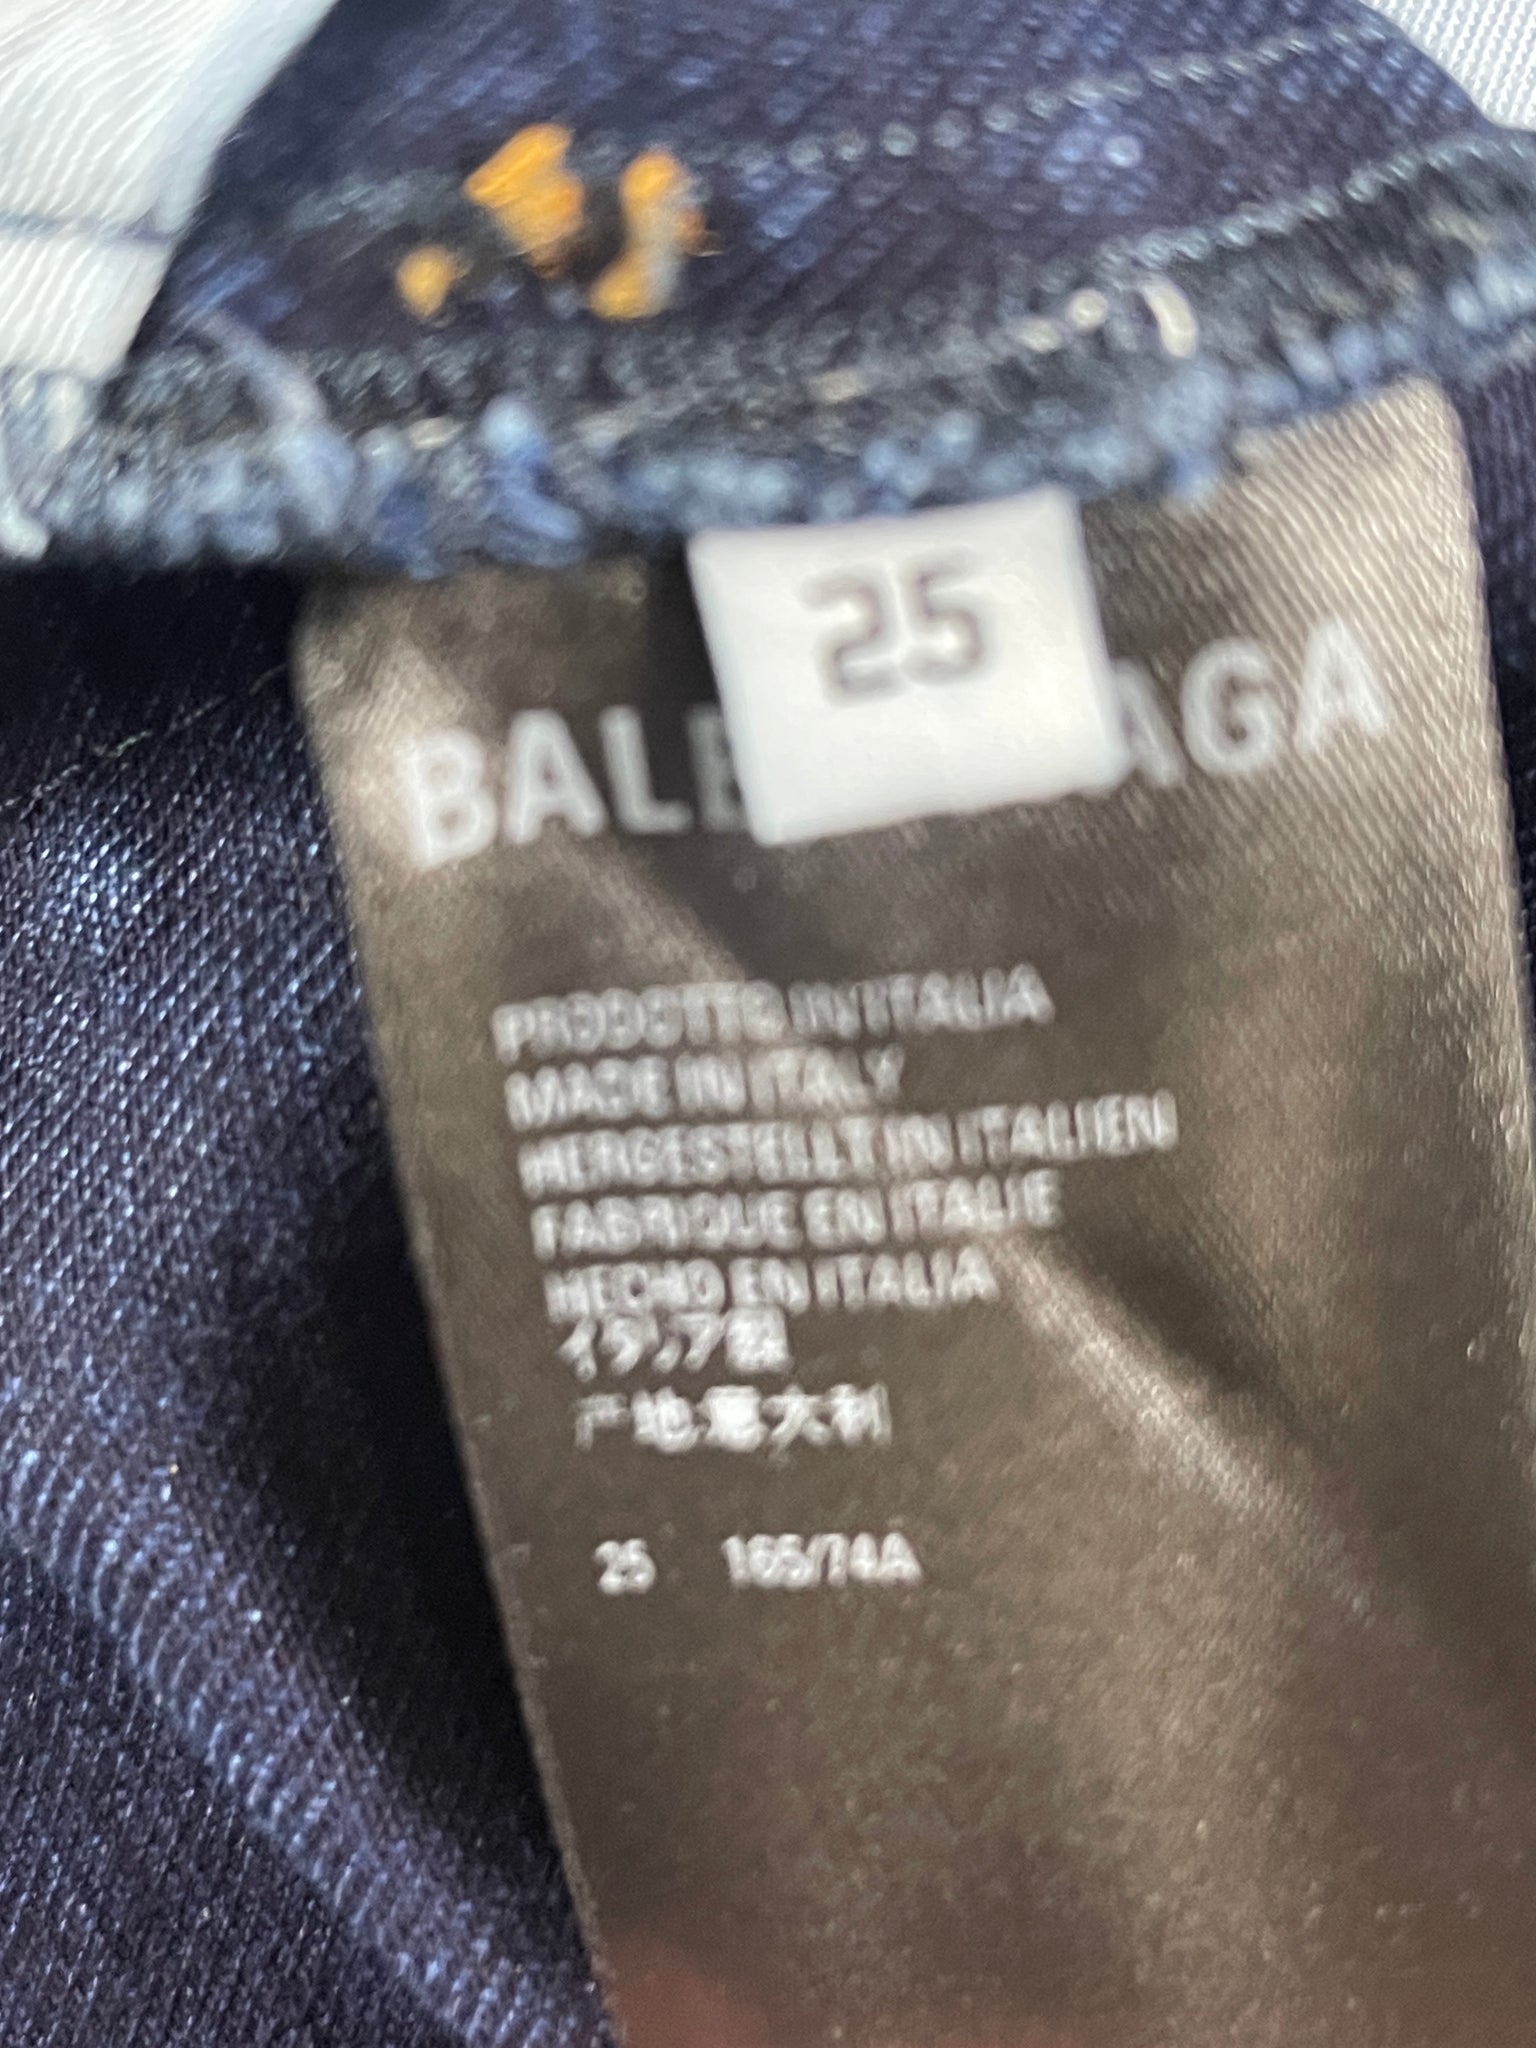 25
BALE AGA
PRODOTTO IN ITALIA
MADE IN ITALY
HERGESTELLT IN ITALIEN
FABRIQUE EN ITALIE
HECHO EN ITALIA
イタリア製
产地意大利
25 165/74A